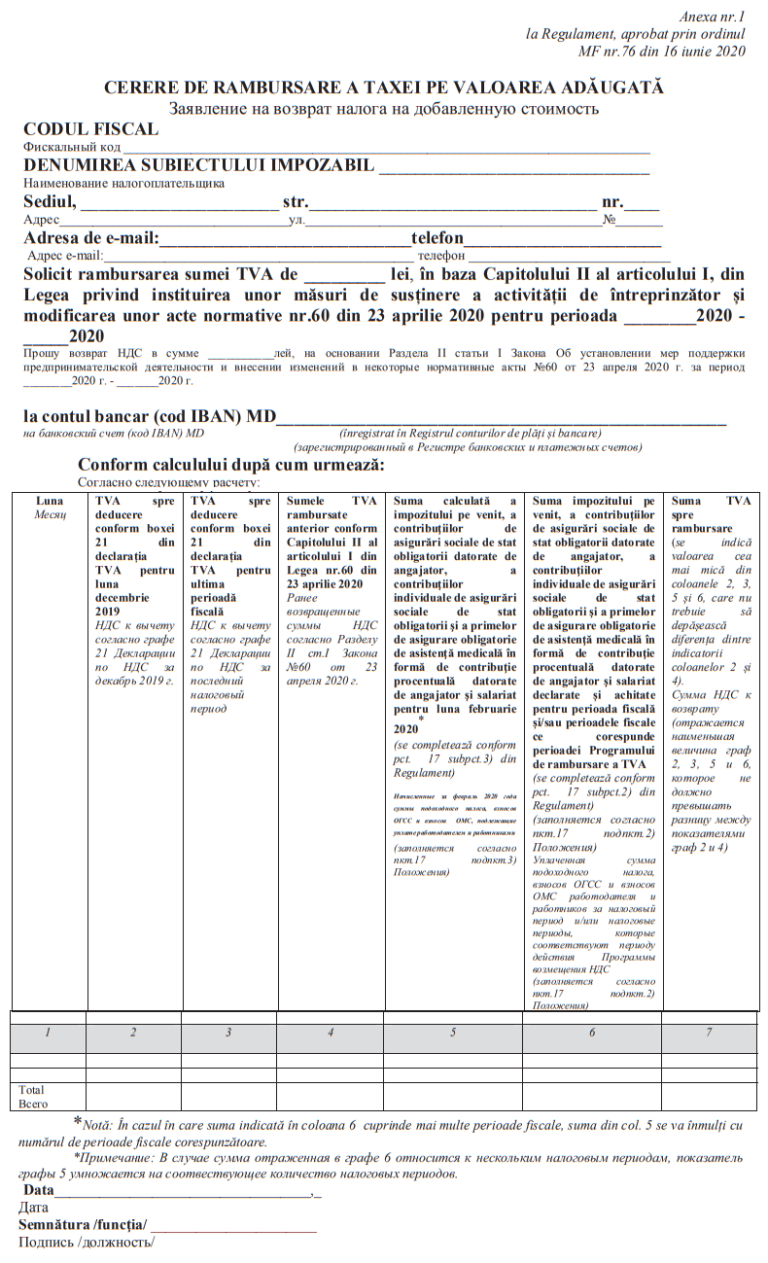 Anexa nr.1
la Regulament, aprobat prin ordinul
MF nr.76 din 16 iunie 2020
CERERE DE RAMBURSARE A TAXEI PE VALOAREA ADĂUGATĂ
Заявление на возврат налога на добавленную стоимость
CODUL FISCAL
Фискальный код ____________
DENUMIREA SUBIECTULUI IMPOZABIL ____________
Наименование налогоплательщика
Sediul, ____________ str.____________ nr.____
Адрес____________ул.____________№______
Adresa de e-mail:____________telefon____________
Адрес e-mail:____________ телефон ____________
Solicit rambursarea sumei TVA de _________ lei, în baza Capitolului II al articolului I, din
Legea privind instituirea unor măsuri de susținere a activității de întreprinzător și
modificarea unor acte normative nr.60 din 23 aprilie 2020 pentru perioada ________2020 -
_____2020
Прошу возврат НДС в сумме __________лей, на основании Раздела II статьи I Закона Об установлении мер поддержки
предпринимательской деятельности и внесении изменений в некоторые нормативные акты №60 от 23 апреля 2020 г. за период
________2020 г. - _______2020 г.
la contul bancar (cod IBAN) MD____________
на банковский счет (код IBAN) MD (înregistrat în Registrul conturilor de plăți și bancare)
(зарегистрированный в Регистре банковских и платежных счетов)
Conform calculului după cum urmează:
Согласно следующему расчету:
Luna
Месяц
TVA spre
deducere
conform boxei
21 din
declarația
TVA pentru
luna
decembrie
2019
НДС к вычету
согласно графе
21 Декларации
по НДС за
декабрь 2019 г.
TVA spre
deducere
conform boxei
21 din
declarația
TVA pentru
ultima
perioadă
fiscală
НДС к вычету
согласно графе
21 Декларации
по НДС за
последний
налоговый
период
Sumele TVA
rambursate
anterior conform
Capitolului II al
articolului I din
Legea nr.60 din
23 aprilie 2020
Ранее
возвращенные
суммы НДС
согласно Разделу
II ст.I Закона
№60 от 23
апреля 2020 г.
Suma calculată a
impozitului pe venit, a
contribuțiilor de
asigurări sociale de stat
obligatorii datorate de
angajator, a
contribuțiilor
individuale de asigurări
sociale de stat
obligatorii și a primelor
de asigurare obligatorie
de asistență medicală în
formă de contribuție
procentuală datorate
de angajator și salariat
pentru luna februarie
2020*
(se completează conform
pct. 17 subpct.3) din
Regulament)
Начисленные за февраль 2020 года
суммы подоходного налога, взносов
ОГСС и взносов ОМС, подлежащие
уплате работодателем и работниками
(заполняется согласно
пкт.17 подпкт.3)
Положения)
Suma impozitului pe
venit, a contribuțiilor
de asigurări sociale de
stat obligatorii datorate
de angajator, a
contribuțiilor
individuale de asigurări
sociale de stat
obligatorii și a primelor
de asigurare obligatorie
de asistență medicală în
formă de contribuție
procentuală datorate
de angajator și salariat
declarate și achitate
pentru perioada fiscală
și/sau perioadele fiscale
ce corespunde
perioadei Programului
de rambursare a TVA
(se completează conform
pct. 17 subpct.2) din
Regulament)
(заполняется согласно
пкт.17 подпкт.2)
Положения)
Уплаченная сумма
подоходного налога,
взносов ОГСС и взносов
ОМС работодателя и
работников за налоговый
период и/или налоговые
периоды, которые
соответствуют периоду
действия Программы
возмещения НДС
(заполняется согласно
пкт.17 подпкт.2)
Положения)
Suma TVA
spre
rambursare
(se indică
valoarea cea
mai mică din
coloanele 2, 3,
5 și 6, care nu
trebuie să
depășească
diferența dintre
indicatorii
coloanelor 2 și
4).
Сумма НДС к
возврату
(отражается
наименьшая
величина граф
2, 3, 5 и 6,
которое не
должно
превышать
разницу между
показателями
граф 2 и 4)
1 2 3 4 5 6 7
Total
Всего
*Notă: În cazul în care suma indicată în coloana 6 cuprinde mai multe perioade fiscale, suma din col. 5 se va înmulți cu
numărul de perioade fiscale corespunzătoare.
*Примечание: В случае сумма отраженная в графе 6 относится к нескольким налоговым периодам, показатель
графы 5 умножается на соотвествующее количество налоговых периодов.
Data____________,_
Дата
Semnătura /funcția/ ____________
Подпись /должность/